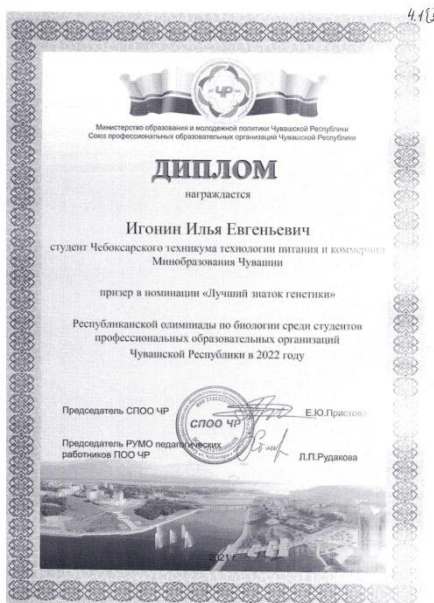 4.1
ЧР
Министерство образования и молодежной политики Чувашской Республики
Союз профессиональных образовательных организаций Чувашской Республики
ДИПЛОМ
награждается
Игонин Илья Евгеньевич
студент Чебоксарского техникума технологии питания и коммерции
Минобразования Чувашии
призер в номинации «Лучший знаток генетики»
Республиканской олимпиады по биологии среди студентов
профессиональных образовательных организаций
Чувашской Республики в 2022 году
Председатель СПОО ЧР
Е.Ю.Пристова
СПОО ЧР
Председатель РУМО педагогических
работников ПОО ЧР
Л.П.Рудакова
2021 г.